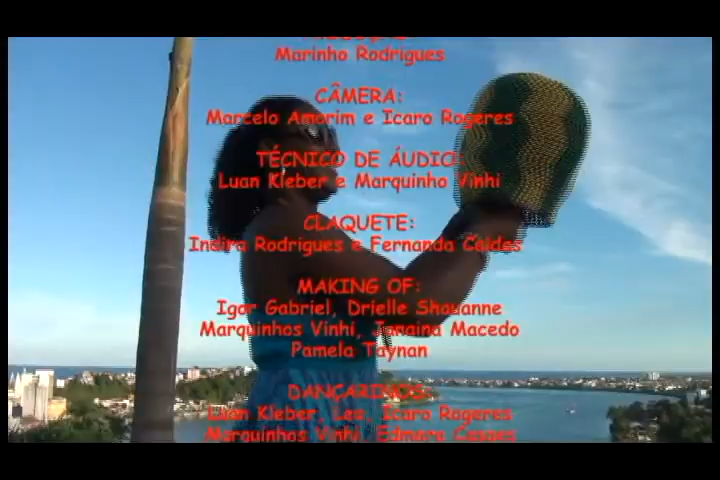 Marinho Rodrigues
CÂMERA:
Marcelo Amorim e Icaro Rogeres
TÉCNICO DE ÁUDIO:
Luan Kleber e Marquinho Vinhi
CLAQUETE:
Indira Rodrigues e Fernanda Caldas
MAKING OF:
Igor Gabriel, Drielle Shauanne
Marquinhos Vinhi, Janaina Macedo
Pamela Taynan
DANÇARINOS:
Luan Kleber, Leo, Icaro Rogeres
Marquinhos Vinhi, Edmara